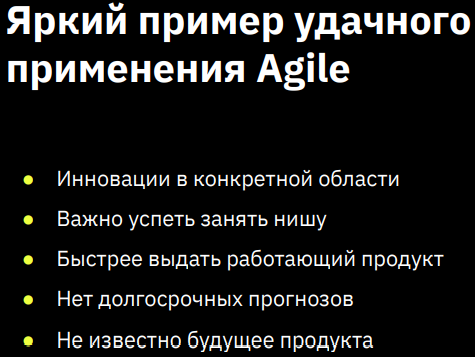 Яркий пример удачного
применения Agile
Инновации в конкретной области
Важно успеть занять нишу
Быстрее выдать работающий продукт
Нет долгосрочных прогнозов
Не известно будущее продукта